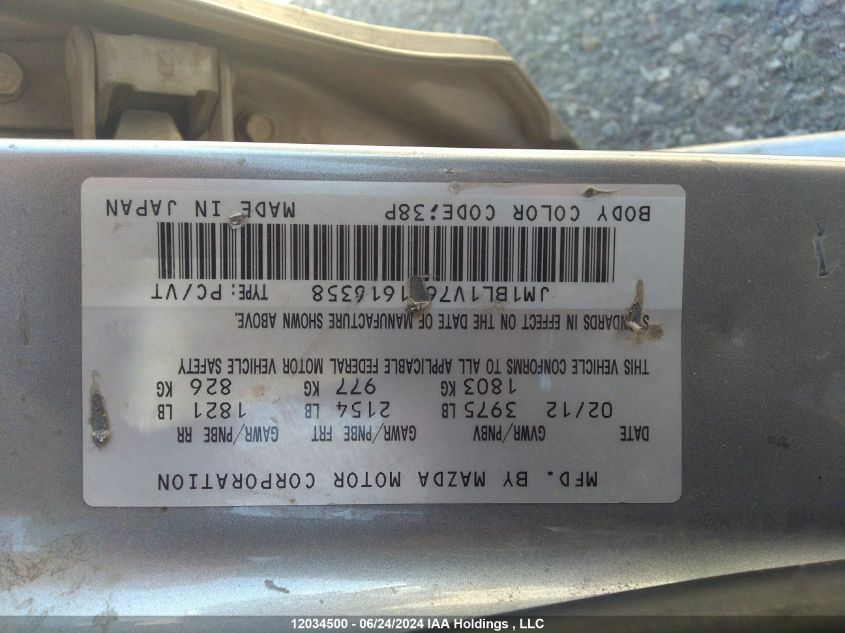 MFD. BY MAZDA MOTOR CORPORATION
DATE GVWR/PNBV GAWR/PNBE FRT GAWR/PNBE RR
02/12 3975 LB 2154 LB 1821 LB
1803 KG 977 KG 826 KG
THIS VEHICLE CONFORMS TO ALL APPLICABLE FEDERAL MOTOR VEHICLE SAFETY
STANDARDS IN EFFECT ON THE DATE OF MANUFACTURE SHOWN ABOVE.
TYPE:PC/VT
BODY COLOR CODE:38P MADE IN JAPAN
12034500 - 06/24/2024 IAA Holdings , LLC